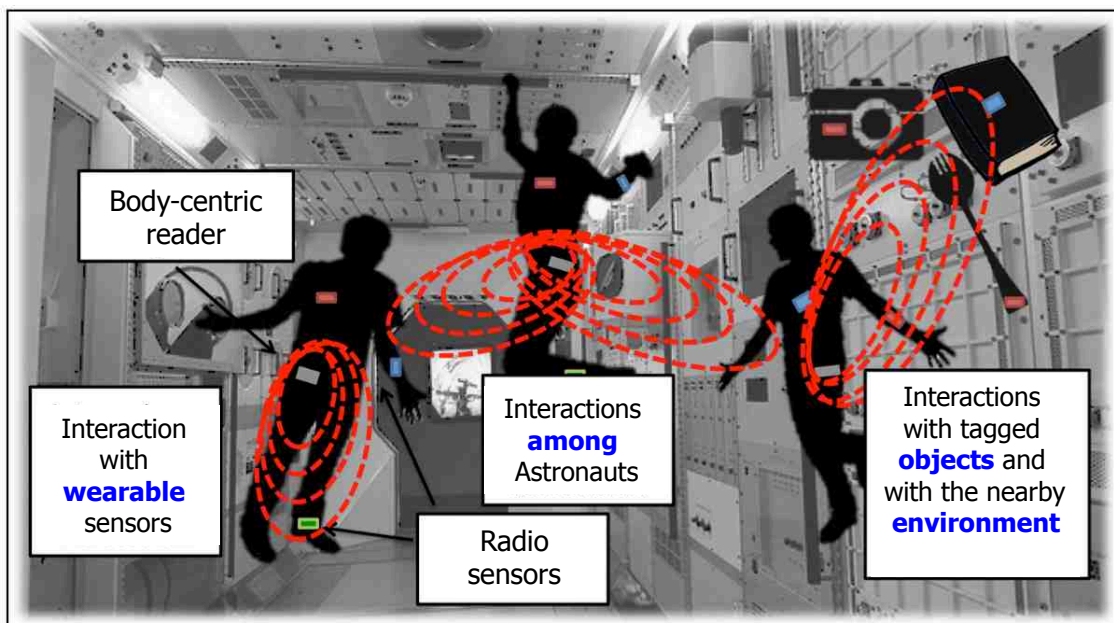 Body-centric
reader
Interaction
with
wearable
sensors
Interactions
among
Astronauts
Radio
sensors
Interactions
with tagged
objects and
with the nearby
environment